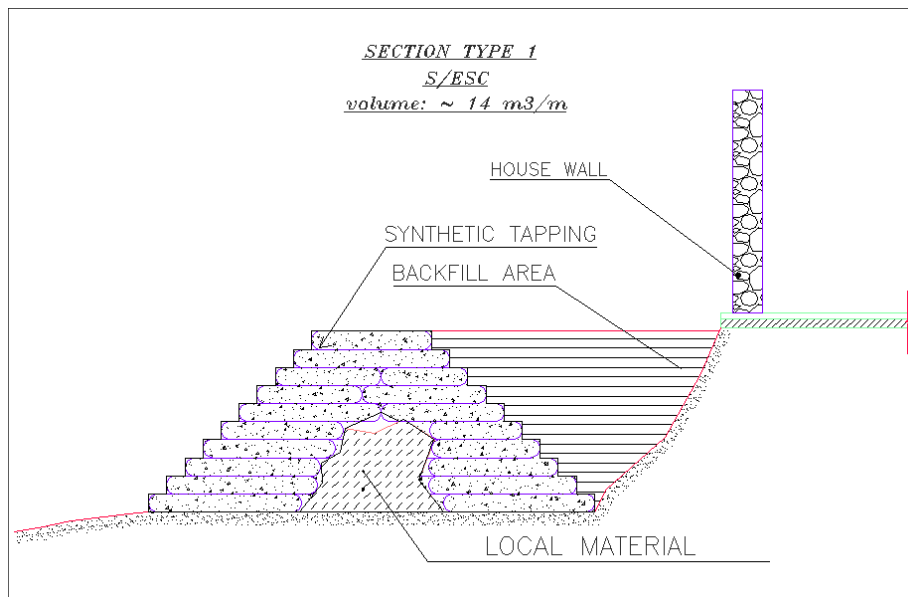 SECTION TYPE 1
S/ESC
volume: ~ 14 m3/m
HOUSE WALL
SYNTHETIC TAPPING
BACKFILL AREA
LOCAL MATERIAL